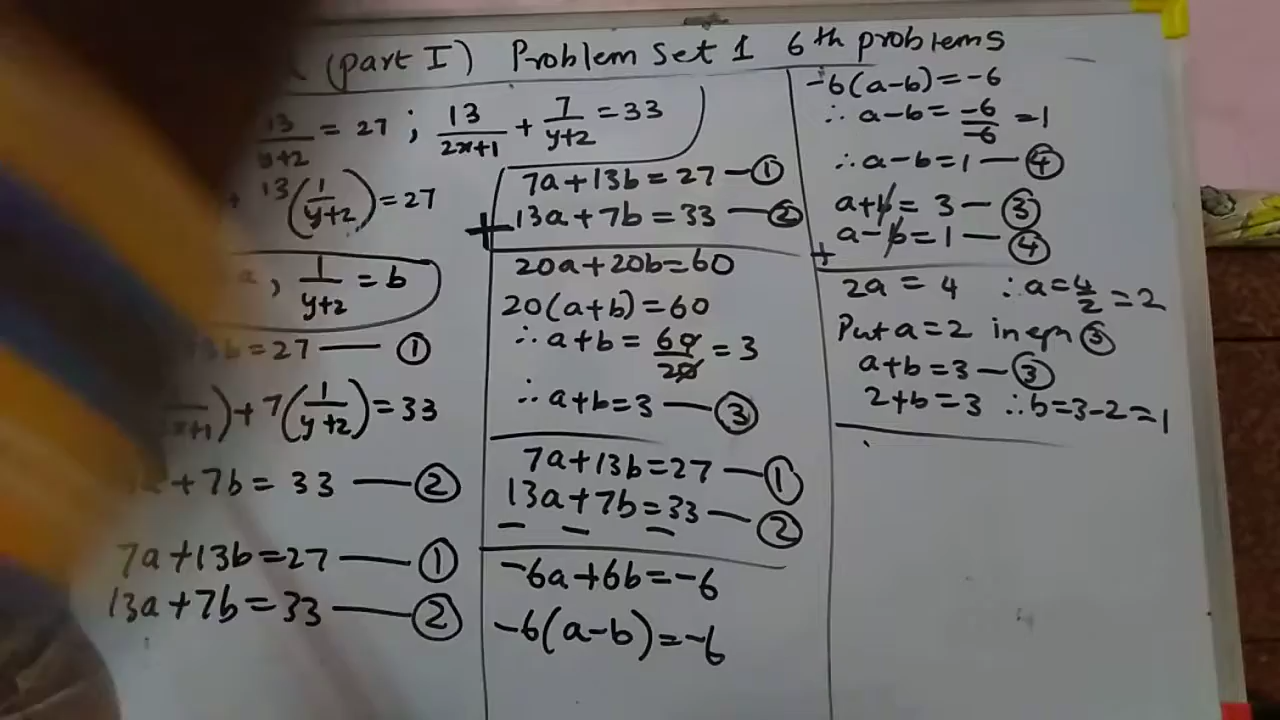 (part I) Problem Set 1 6th problems
13/y+2 = 27 ; 13/2x+1 + 7/y+2 = 33
+ 13(1/y+2) = 27
, 1/y+2 = b
b = 27 — ①
) + 7(1/y+2) = 33
+ 7b = 33 — ②
7a + 13b = 27 — ①
13a + 7b = 33 — ②
7a + 13b = 27 — ①
+ 13a + 7b = 33 — ②
20a + 20b = 60
20(a + b) = 60
∴ a + b = 60/20 = 3
∴ a + b = 3 — ③
7a + 13b = 27 — ①
13a + 7b = 33 — ②
− − −
-6a + 6b = -6
-6(a - b) = -6
-6(a - b) = -6
∴ a - b = -6/-6 = 1
∴ a - b = 1 — ④
a + b = 3 — ③
+ a - b = 1 — ④
2a = 4 ∴ a = 4/2 = 2
Put a = 2 in eqn ③
a + b = 3 — ③
2 + b = 3 ∴ b = 3 - 2 = 1